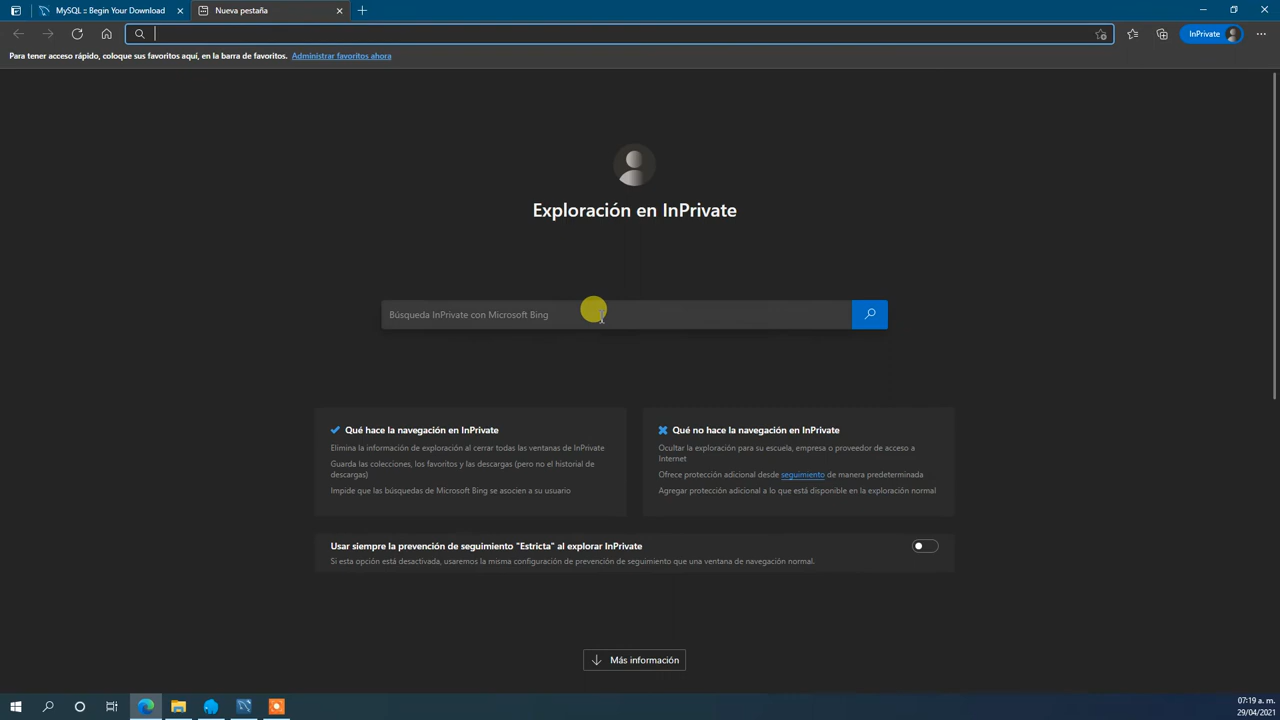 MySQL :: Begin Your Download
Nueva pestaña
InPrivate
Para tener acceso rápido, coloque sus favoritos aquí, en la barra de favoritos. Administrar favoritos ahora
Exploración en InPrivate
Búsqueda InPrivate con Microsoft Bing
Qué hace la navegación en InPrivate
Elimina la información de exploración al cerrar todas las ventanas de InPrivate
Guarda las colecciones, los favoritos y las descargas (pero no el historial de
descargas)
Impide que las búsquedas de Microsoft Bing se asocien a su usuario
Qué no hace la navegación en InPrivate
Ocultar la exploración para su escuela, empresa o proveedor de acceso a
Internet
Ofrece protección adicional desde seguimiento de manera predeterminada
Agregar protección adicional a lo que está disponible en la exploración normal
Usar siempre la prevención de seguimiento "Estricta" al explorar InPrivate
Si esta opción está desactivada, usaremos la misma configuración de prevención de seguimiento que una ventana de navegación normal.
Más información
07:19 a. m.
29/04/2021